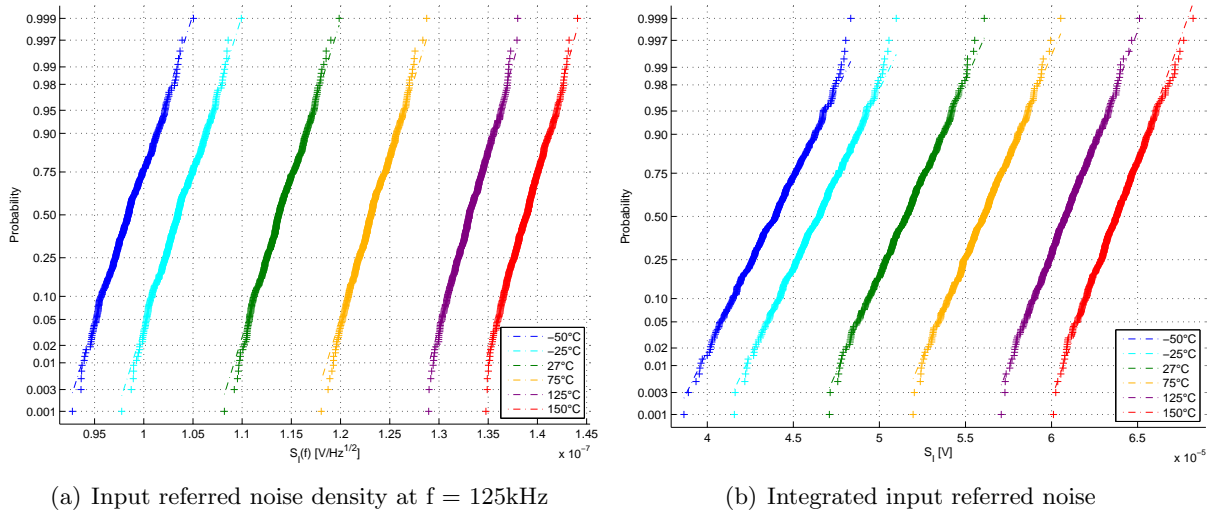 0.999
0.997
0.99
0.98
0.95
0.90
0.75
0.50
0.25
0.10
0.05
0.02
0.01
0.003
0.001
Probability
0.95
1
1.05
1.1
1.15
1.2
1.25
1.3
1.35
1.4
1.45
x 10⁻⁷
S_I(f) [V/Hz^1/2]
−50°C
−25°C
27°C
75°C
125°C
150°C
(a) Input referred noise density at f = 125kHz
0.999
0.997
0.99
0.98
0.95
0.90
0.75
0.50
0.25
0.10
0.05
0.02
0.01
0.003
0.001
Probability
4
4.5
5
5.5
6
6.5
x 10⁻⁵
S_I [V]
−50°C
−25°C
27°C
75°C
125°C
150°C
(b) Integrated input referred noise